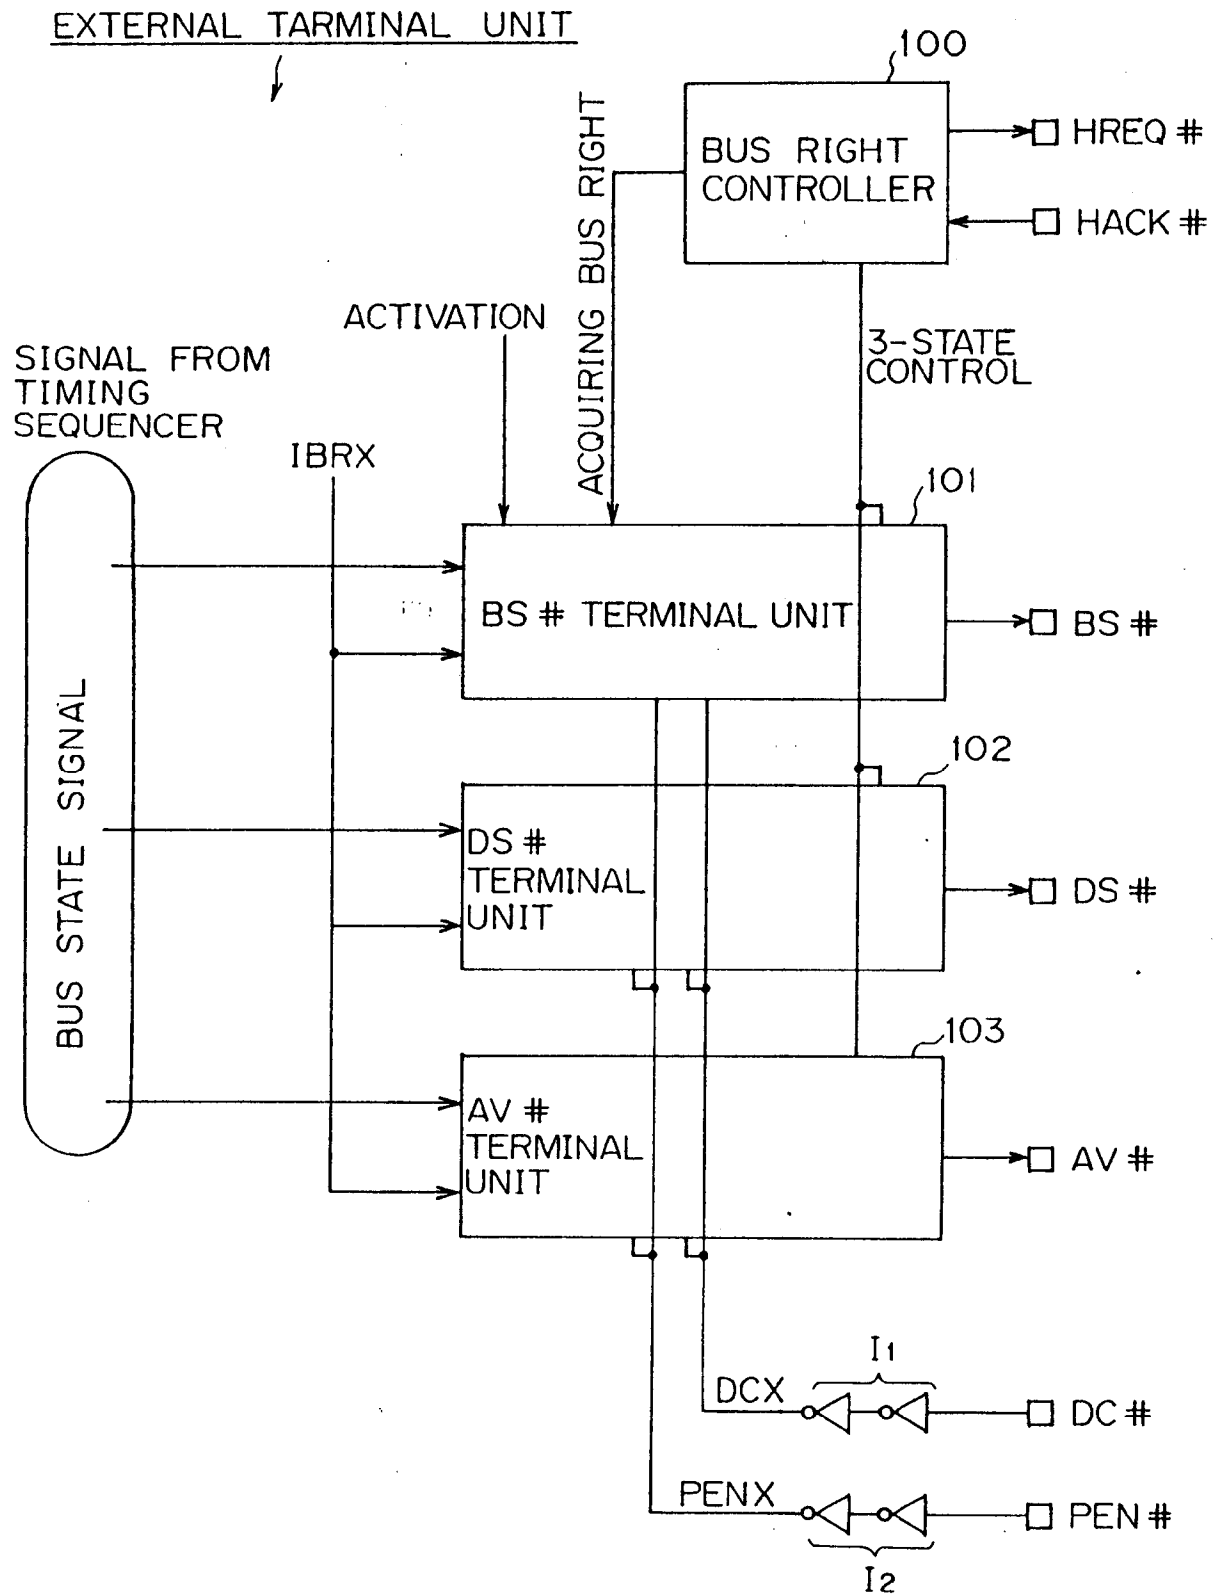 EXTERNAL TARMINAL UNIT
100
BUS RIGHT
CONTROLLER
HREQ #
HACK #
ACQUIRING BUS RIGHT
ACTIVATION
3-STATE
CONTROL
SIGNAL FROM
TIMING
SEQUENCER
IBRX
101
BS # TERMINAL UNIT
BS #
BUS STATE SIGNAL
102
DS #
TERMINAL
UNIT
DS #
103
AV #
TERMINAL
UNIT
AV #
I1
DCX
DC #
PENX
PEN #
I2